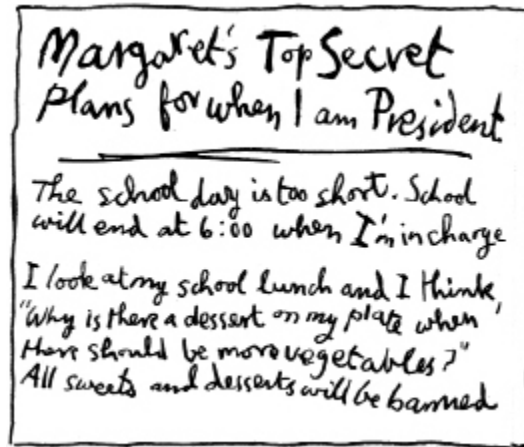 Margaret's Top Secret
Plans for when I am President
The school day is too short. School
will end at 6:00 when I'm in charge
I look at my school lunch and I think,
"Why is there a dessert on my plate when
there should be more vegetables?"
All sweets and desserts will be banned